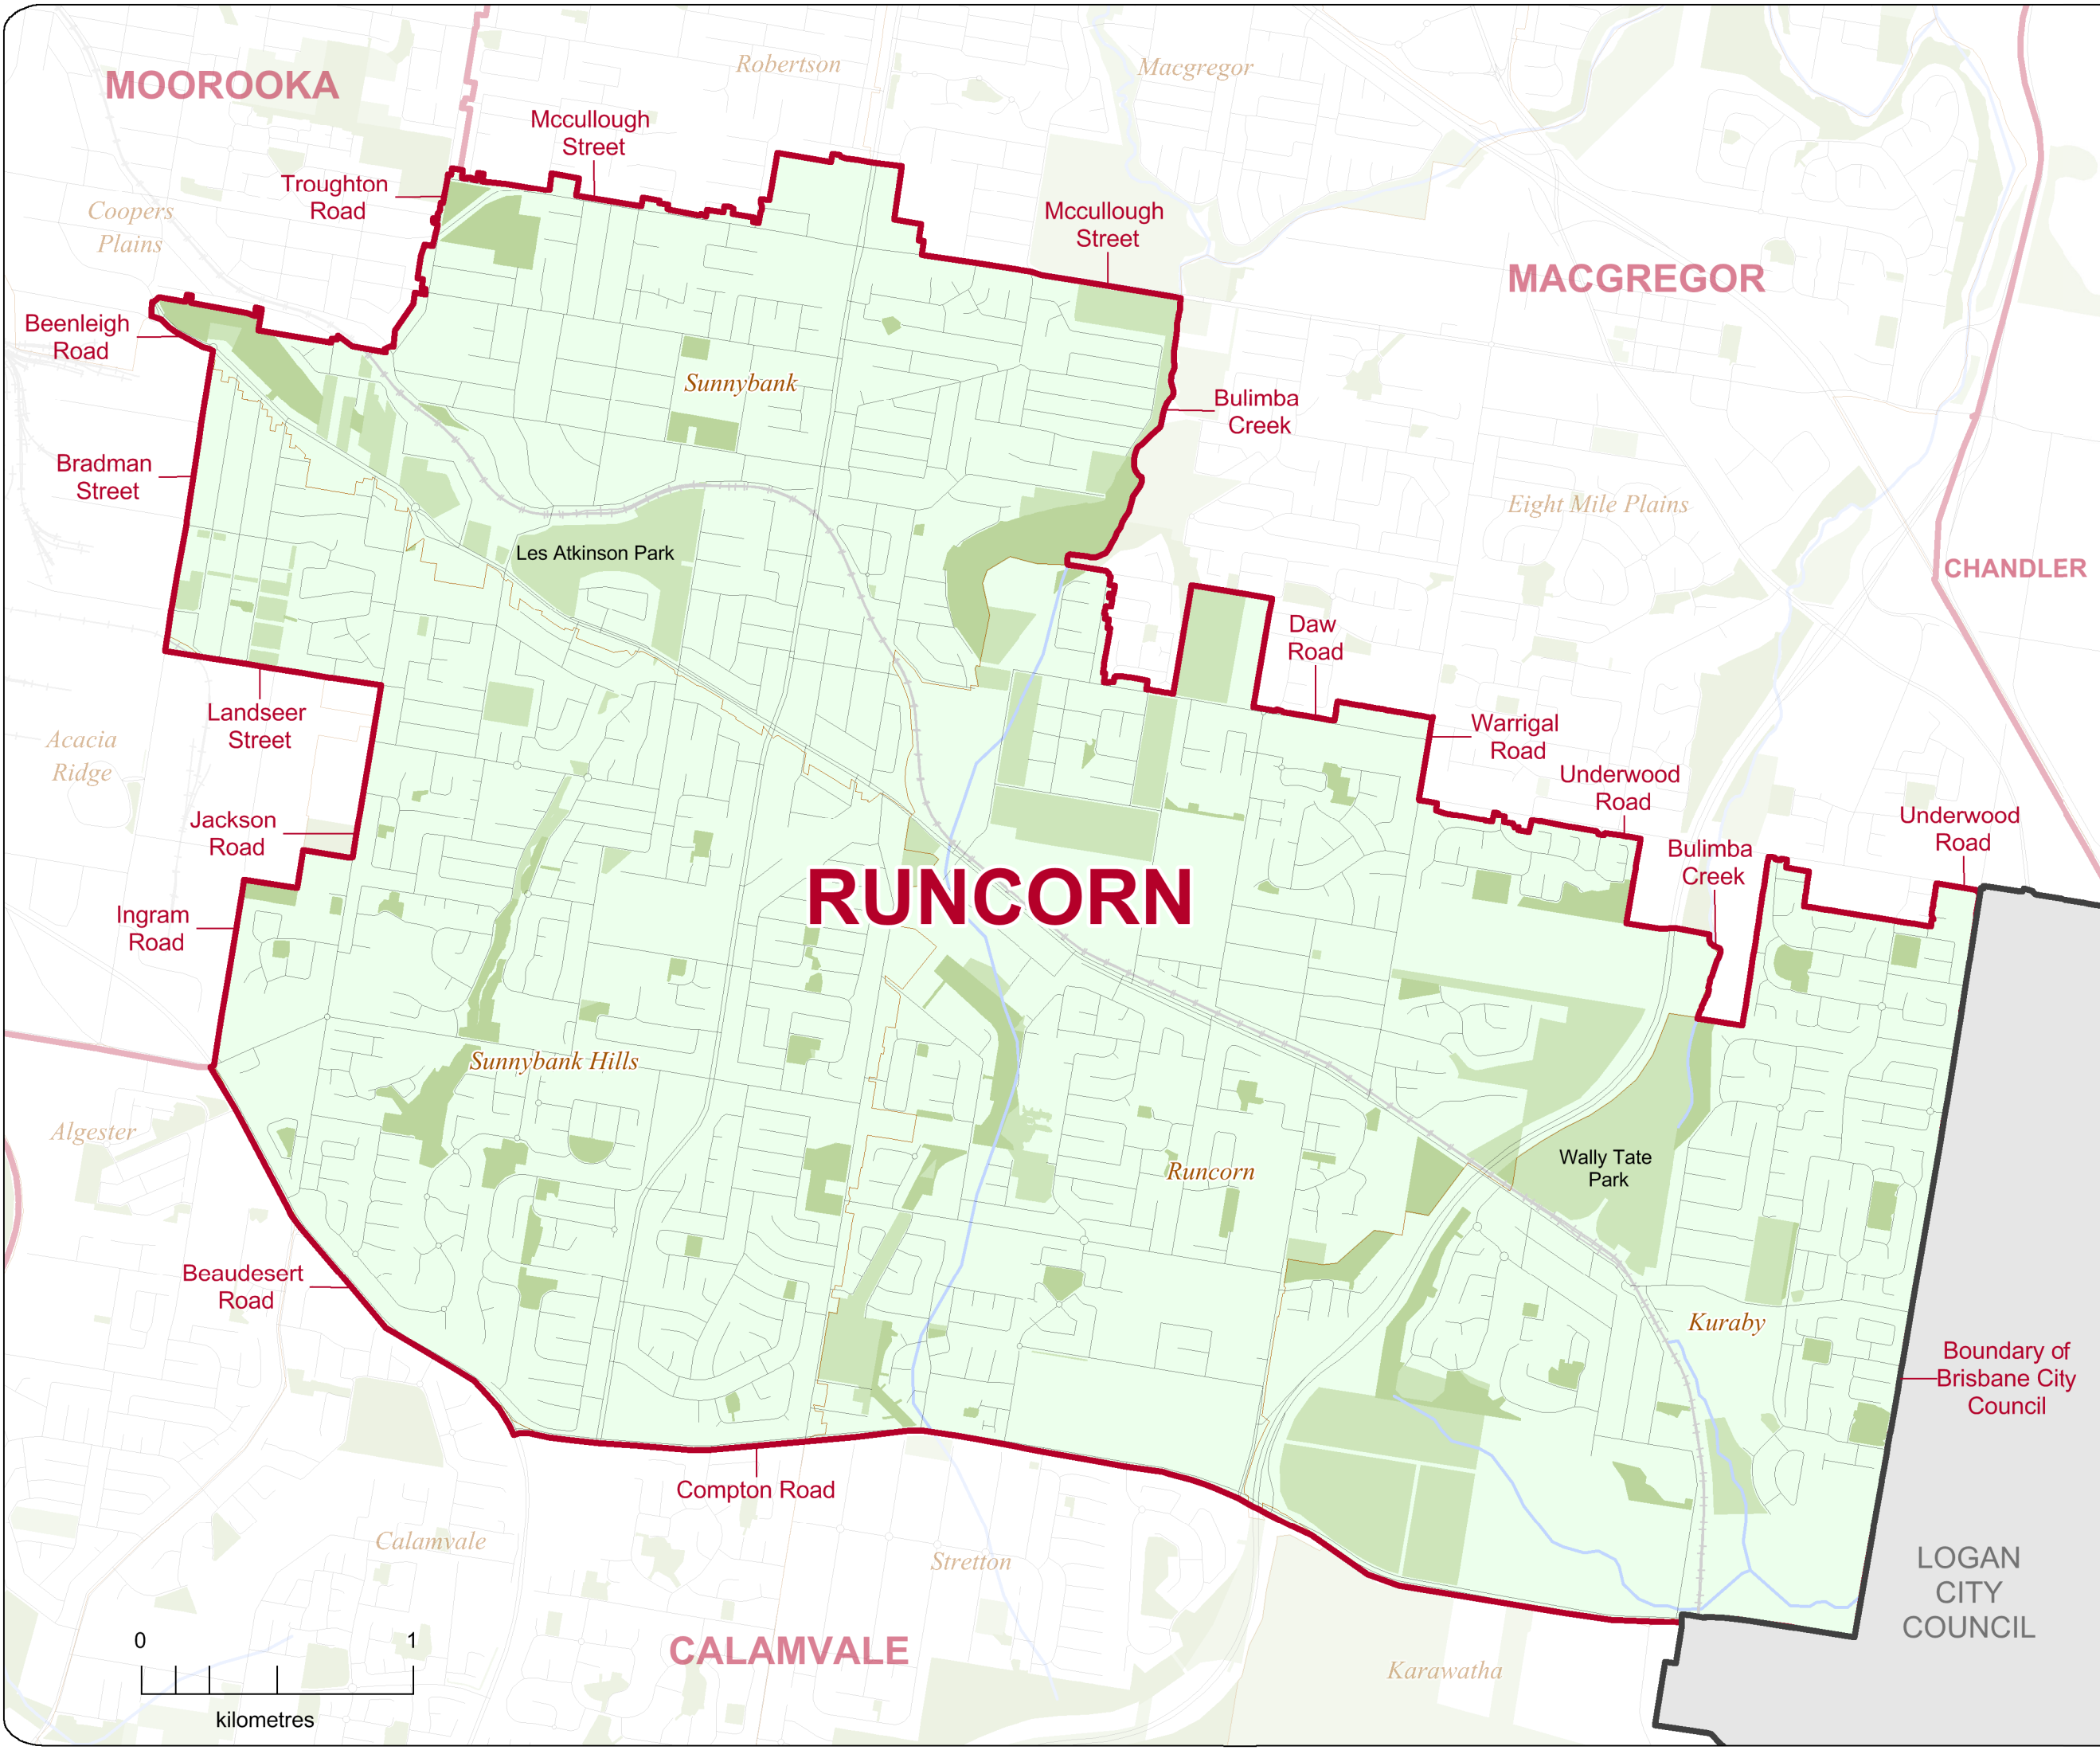 Robertson
Macgregor
MOOROOKA
Mccullough
Street
Troughton
Road
Coopers
Plains
Mccullough
Street
MACGREGOR
Beenleigh
Road
Sunnybank
Bulimba
Creek
Bradman
Street
Eight Mile Plains
Les Atkinson Park
CHANDLER
Daw
Road
Landseer
Street
Warrigal
Road
Acacia
Ridge
Underwood
Road
Jackson
Road
Underwood
Road
Bulimba
Creek
RUNCORN
Ingram
Road
Sunnybank Hills
Algester
Runcorn
Wally Tate
Park
Beaudesert
Road
Kuraby
Boundary of
Brisbane City
Council
Compton Road
Calamvale
Stretton
LOGAN
CITY
COUNCIL
0 1
kilometres
CALAMVALE
Karawatha